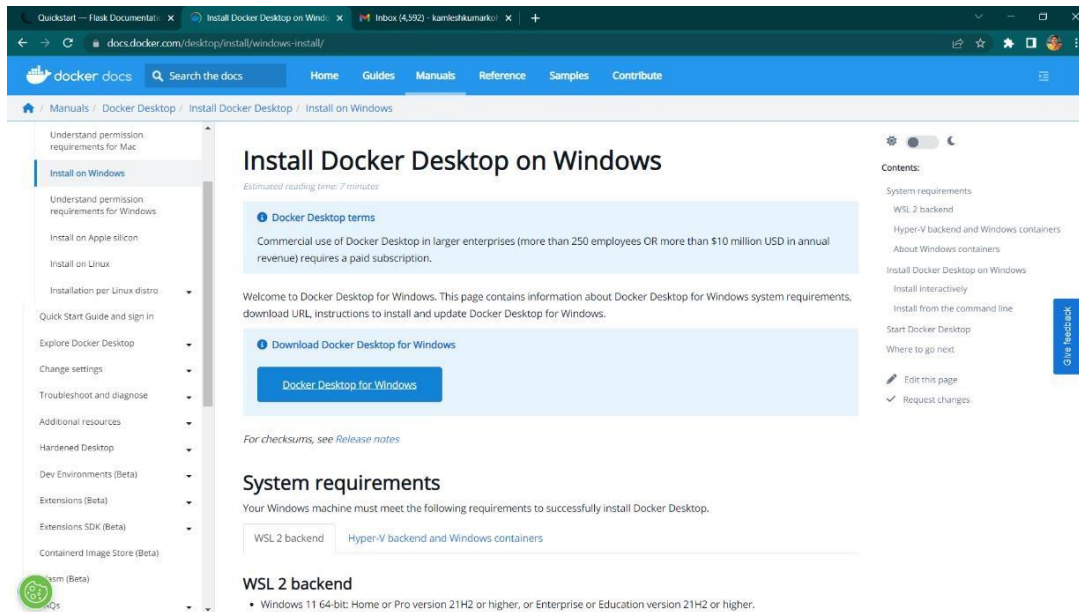 Quickstart — Flask Documentatio
Install Docker Desktop on Windo
Inbox (4,592) - kamleshkumarkol
docs.docker.com/desktop/install/windows-install/
docker docs
Search the docs
Home Guides Manuals Reference Samples Contribute
/ Manuals / Docker Desktop / Install Docker Desktop / Install on Windows
Understand permission
requirements for Mac
Install on Windows
Understand permission
requirements for Windows
Install on Apple silicon
Install on Linux
Installation per Linux distro
Quick Start Guide and sign in
Explore Docker Desktop
Change settings
Troubleshoot and diagnose
Additional resources
Hardened Desktop
Dev Environments (Beta)
Extensions (Beta)
Extensions SDK (Beta)
Containerd Image Store (Beta)
asm (Beta)
Install Docker Desktop on Windows
Estimated reading time: 7 minutes
Docker Desktop terms
Commercial use of Docker Desktop in larger enterprises (more than 250 employees OR more than $10 million USD in annual
revenue) requires a paid subscription.
Welcome to Docker Desktop for Windows. This page contains information about Docker Desktop for Windows system requirements,
download URL, instructions to install and update Docker Desktop for Windows.
Download Docker Desktop for Windows
Docker Desktop for Windows
For checksums, see Release notes
System requirements
Your Windows machine must meet the following requirements to successfully install Docker Desktop.
WSL 2 backend Hyper-V backend and Windows containers
WSL 2 backend
• Windows 11 64-bit: Home or Pro version 21H2 or higher, or Enterprise or Education version 21H2 or higher.
Contents:
System requirements
WSL 2 backend
Hyper-V backend and Windows containers
About Windows containers
Install Docker Desktop on Windows
Install interactively
Install from the command line
Start Docker Desktop
Where to go next
Edit this page
Request changes
Give feedback